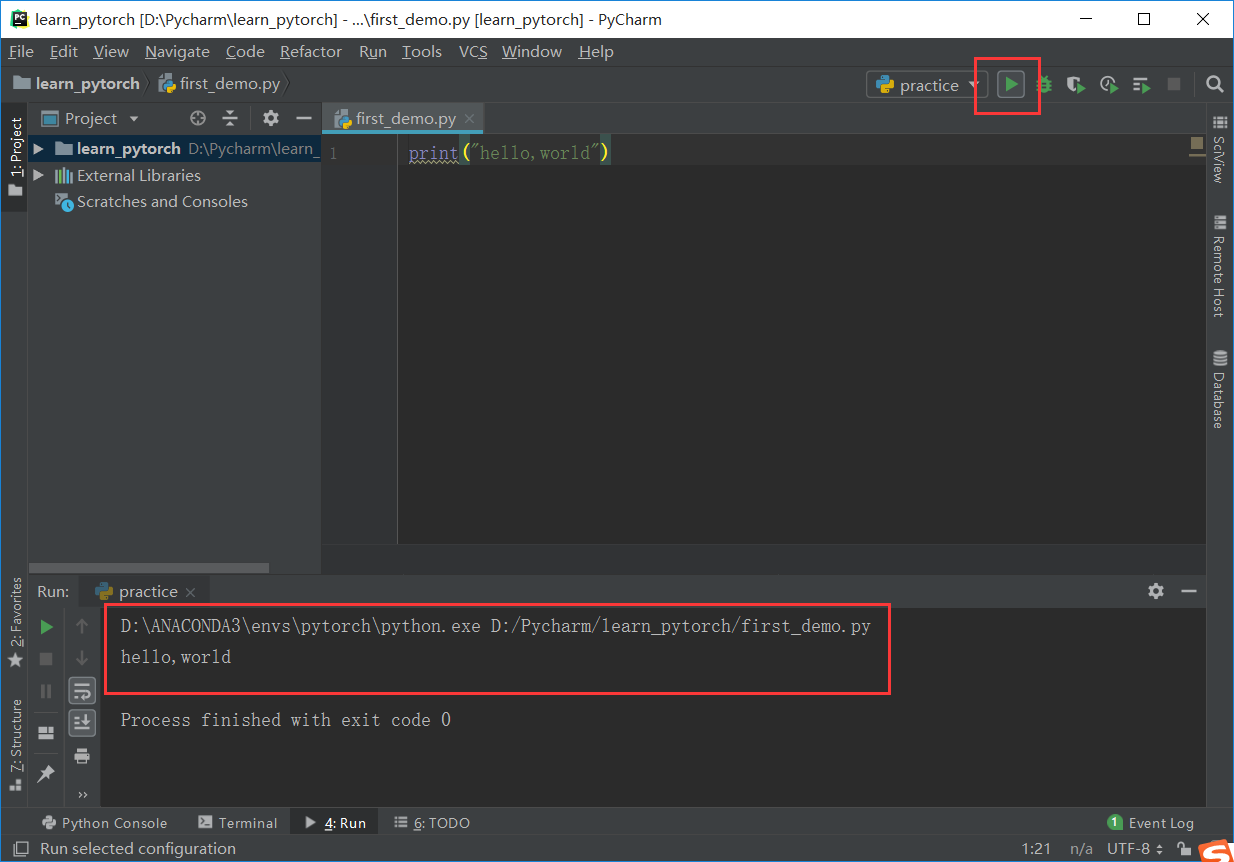 learn_pytorch [D:\Pycharm\learn_pytorch] - ...\first_demo.py [learn_pytorch] - PyCharm
File Edit View Navigate Code Refactor Run Tools VCS Window Help
learn_pytorch first_demo.py practice
1: Project
Project
first_demo.py
learn_pytorch D:\Pycharm\learn_
External Libraries
Scratches and Consoles
1 print("hello,world")
SciView
Remote Host
Database
2: Favorites
7: Structure
Run: practice
D:\ANACONDA3\envs\pytorch\python.exe D:/Pycharm/learn_pytorch/first_demo.py
hello,world
Process finished with exit code 0
Python Console Terminal 4: Run 6: TODO 1 Event Log
Run selected configuration 1:21 n/a UTF-8